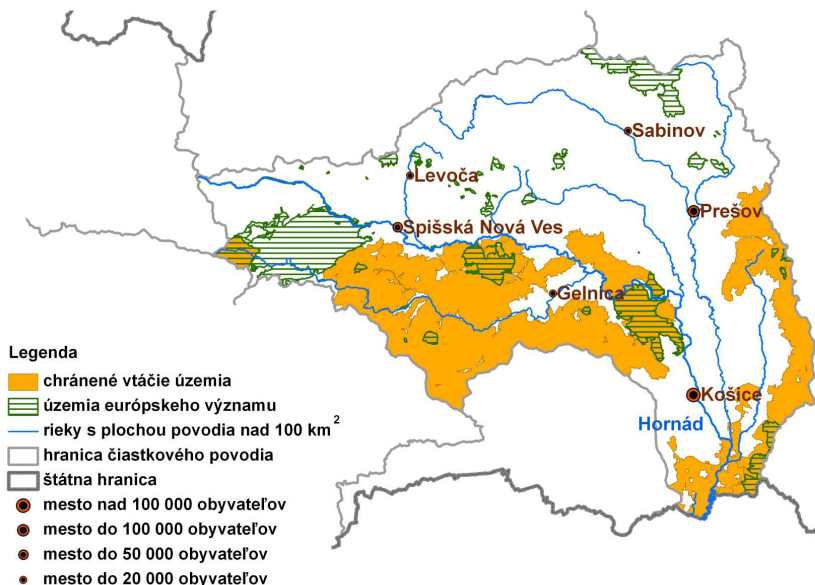 Sabinov
Levoča
Prešov
Spišská Nová Ves
Gelnica
Košice
Hornád
Legenda
chránené vtáčie územia
územia európskeho významu
rieky s plochou povodia nad 100 km²
hranica čiastkového povodia
štátna hranica
mesto nad 100 000 obyvateľov
mesto do 100 000 obyvateľov
mesto do 50 000 obyvateľov
mesto do 20 000 obyvateľov